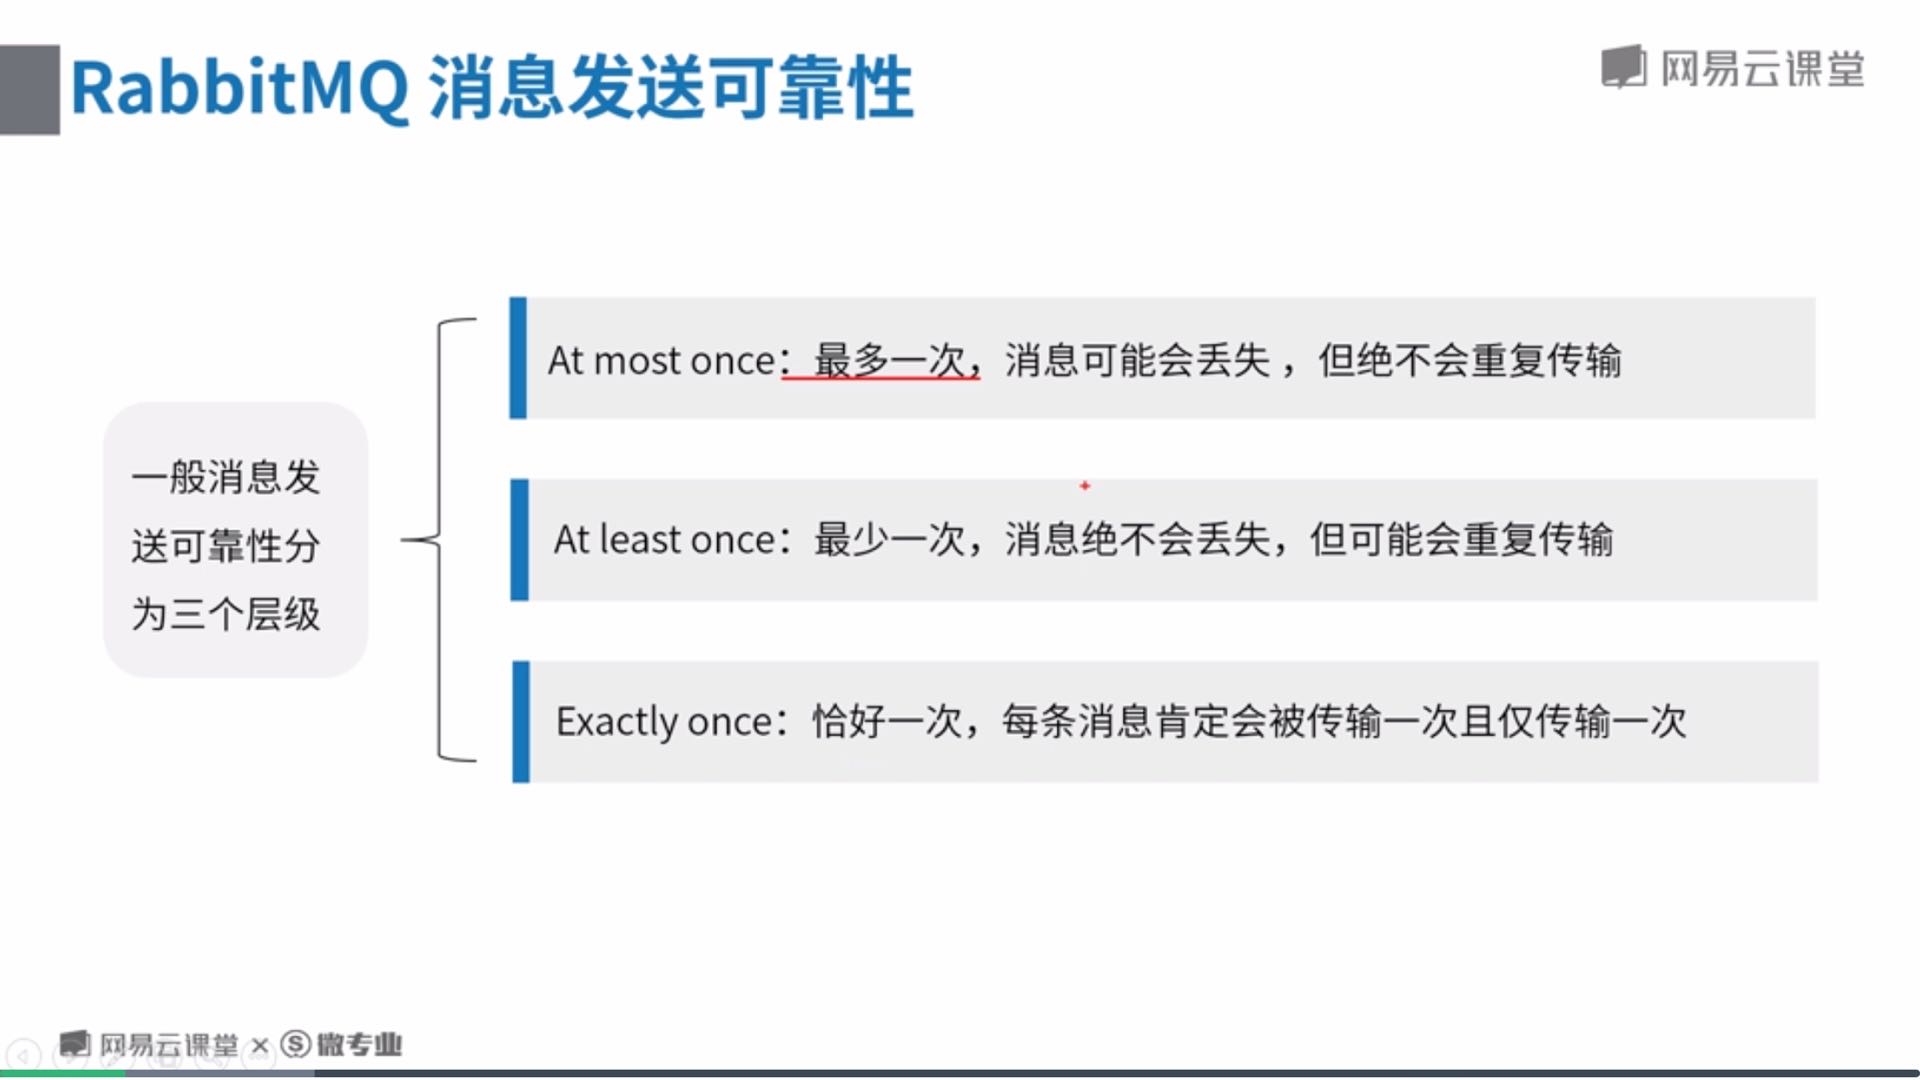 RabbitMQ 消息发送可靠性
网易云课堂
At most once：最多一次，消息可能会丢失 ，但绝不会重复传输
一般消息发
送可靠性分
为三个层级
At least once：最少一次，消息绝不会丢失，但可能会重复传输
Exactly once：恰好一次，每条消息肯定会被传输一次且仅传输一次
网易云课堂 × 微专业